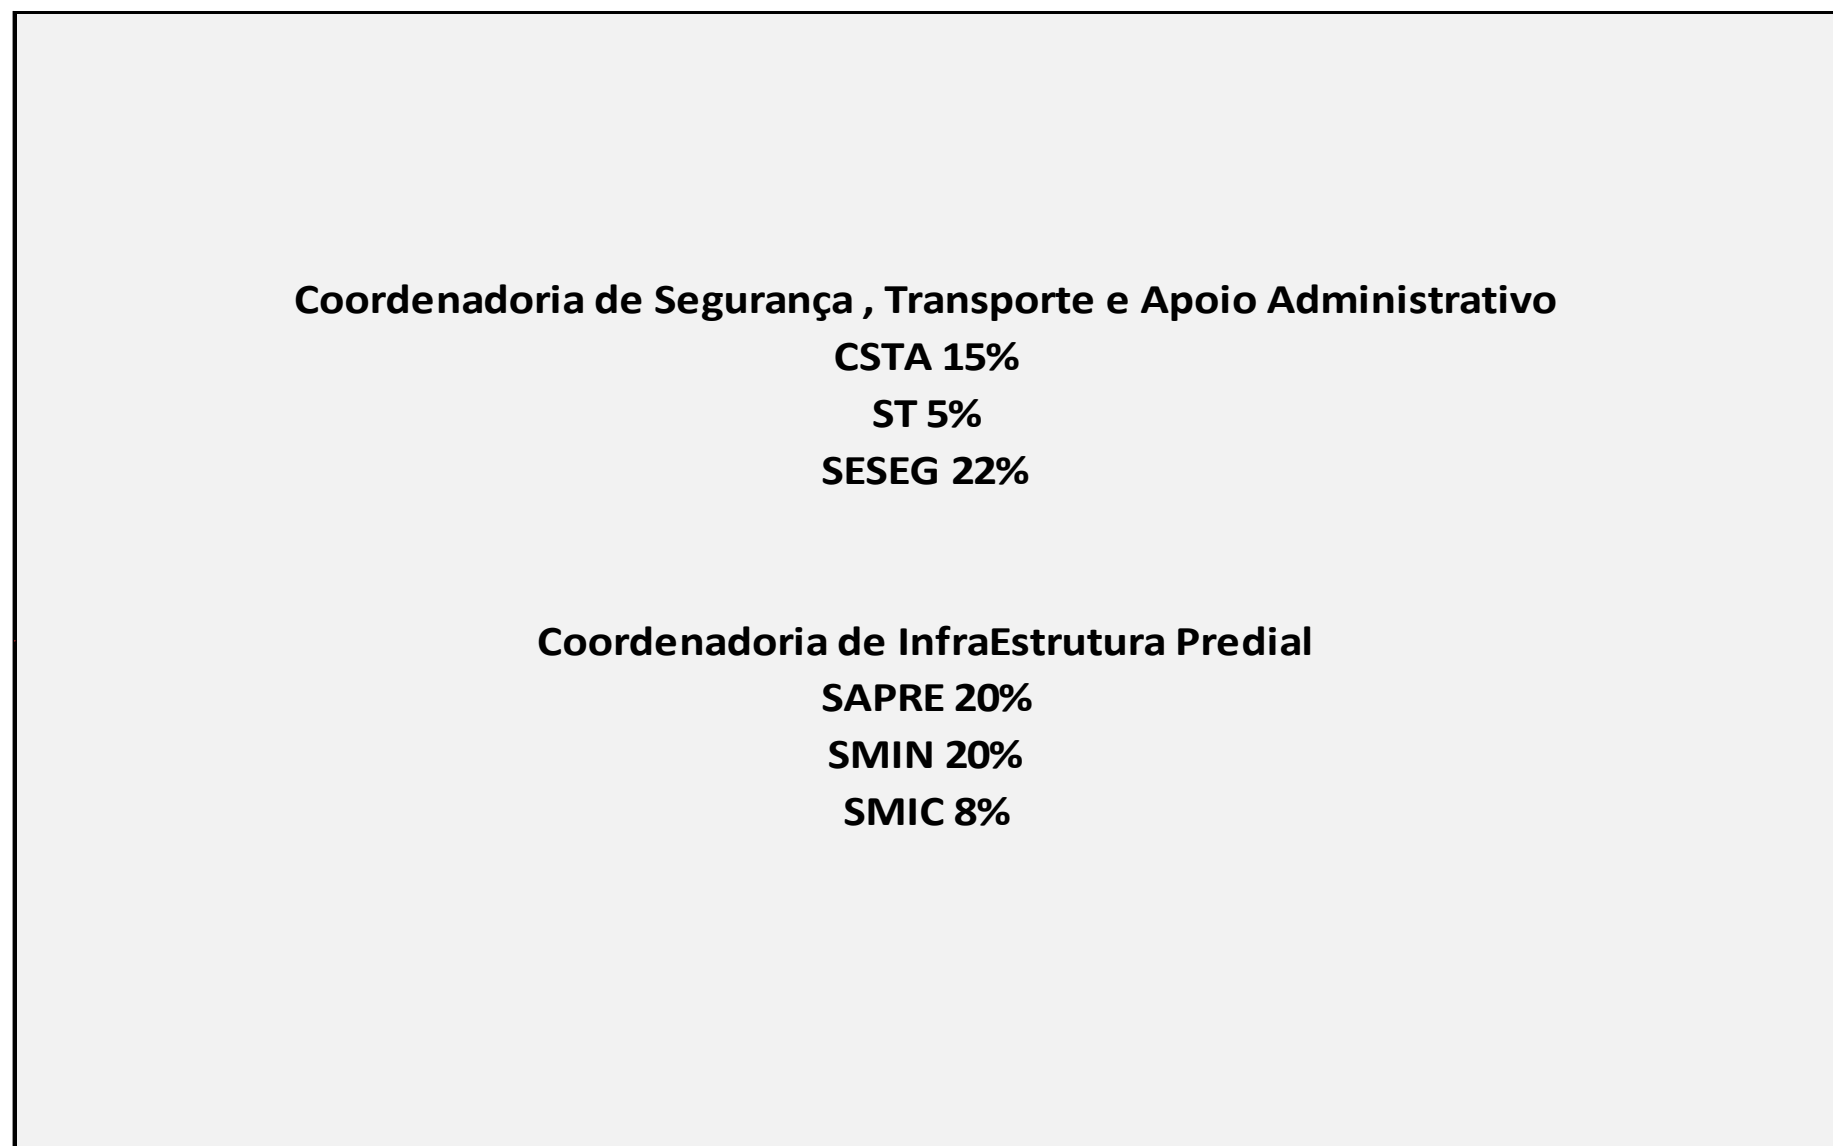 Coordenadoria de Segurança , Transporte e Apoio Administrativo
CSTA 15%
ST 5%
SESEG 22%
Coordenadoria de InfraEstrutura Predial
SAPRE 20%
SMIN 20%
SMIC 8%